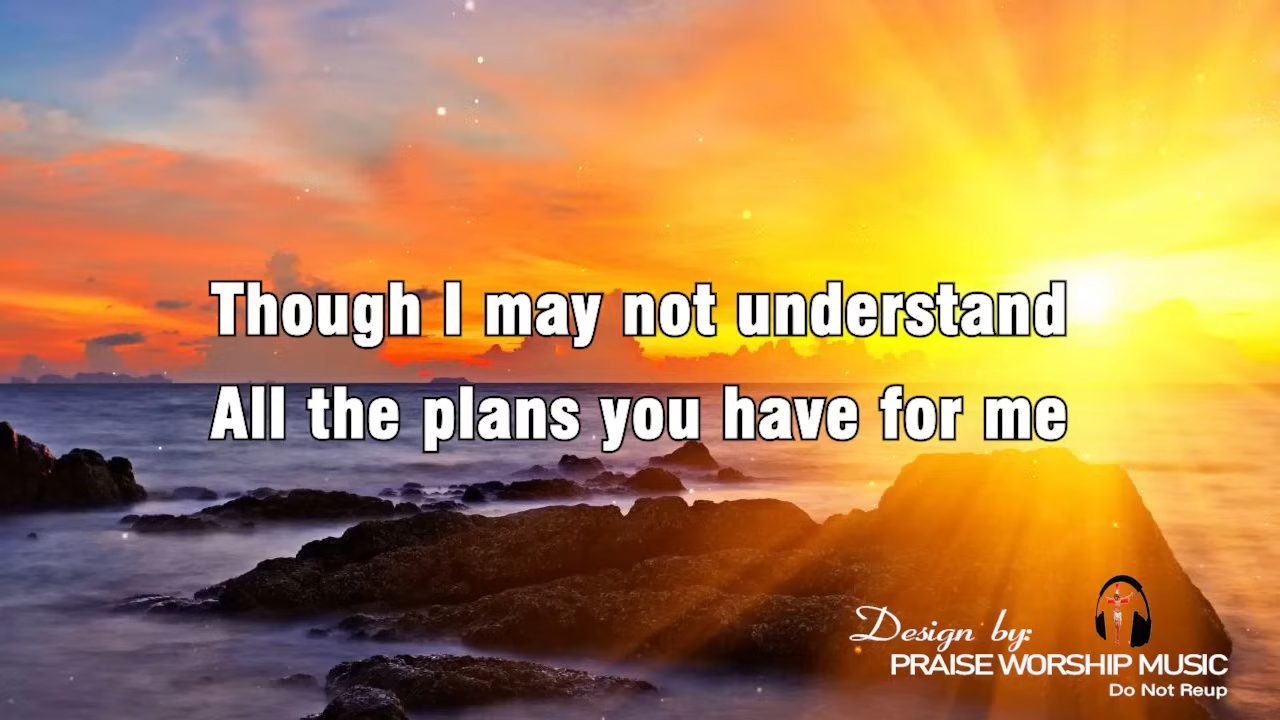 Though I may not understand
All the plans you have for me
Design by:
PRAISE WORSHIP MUSIC
Do Not Reup